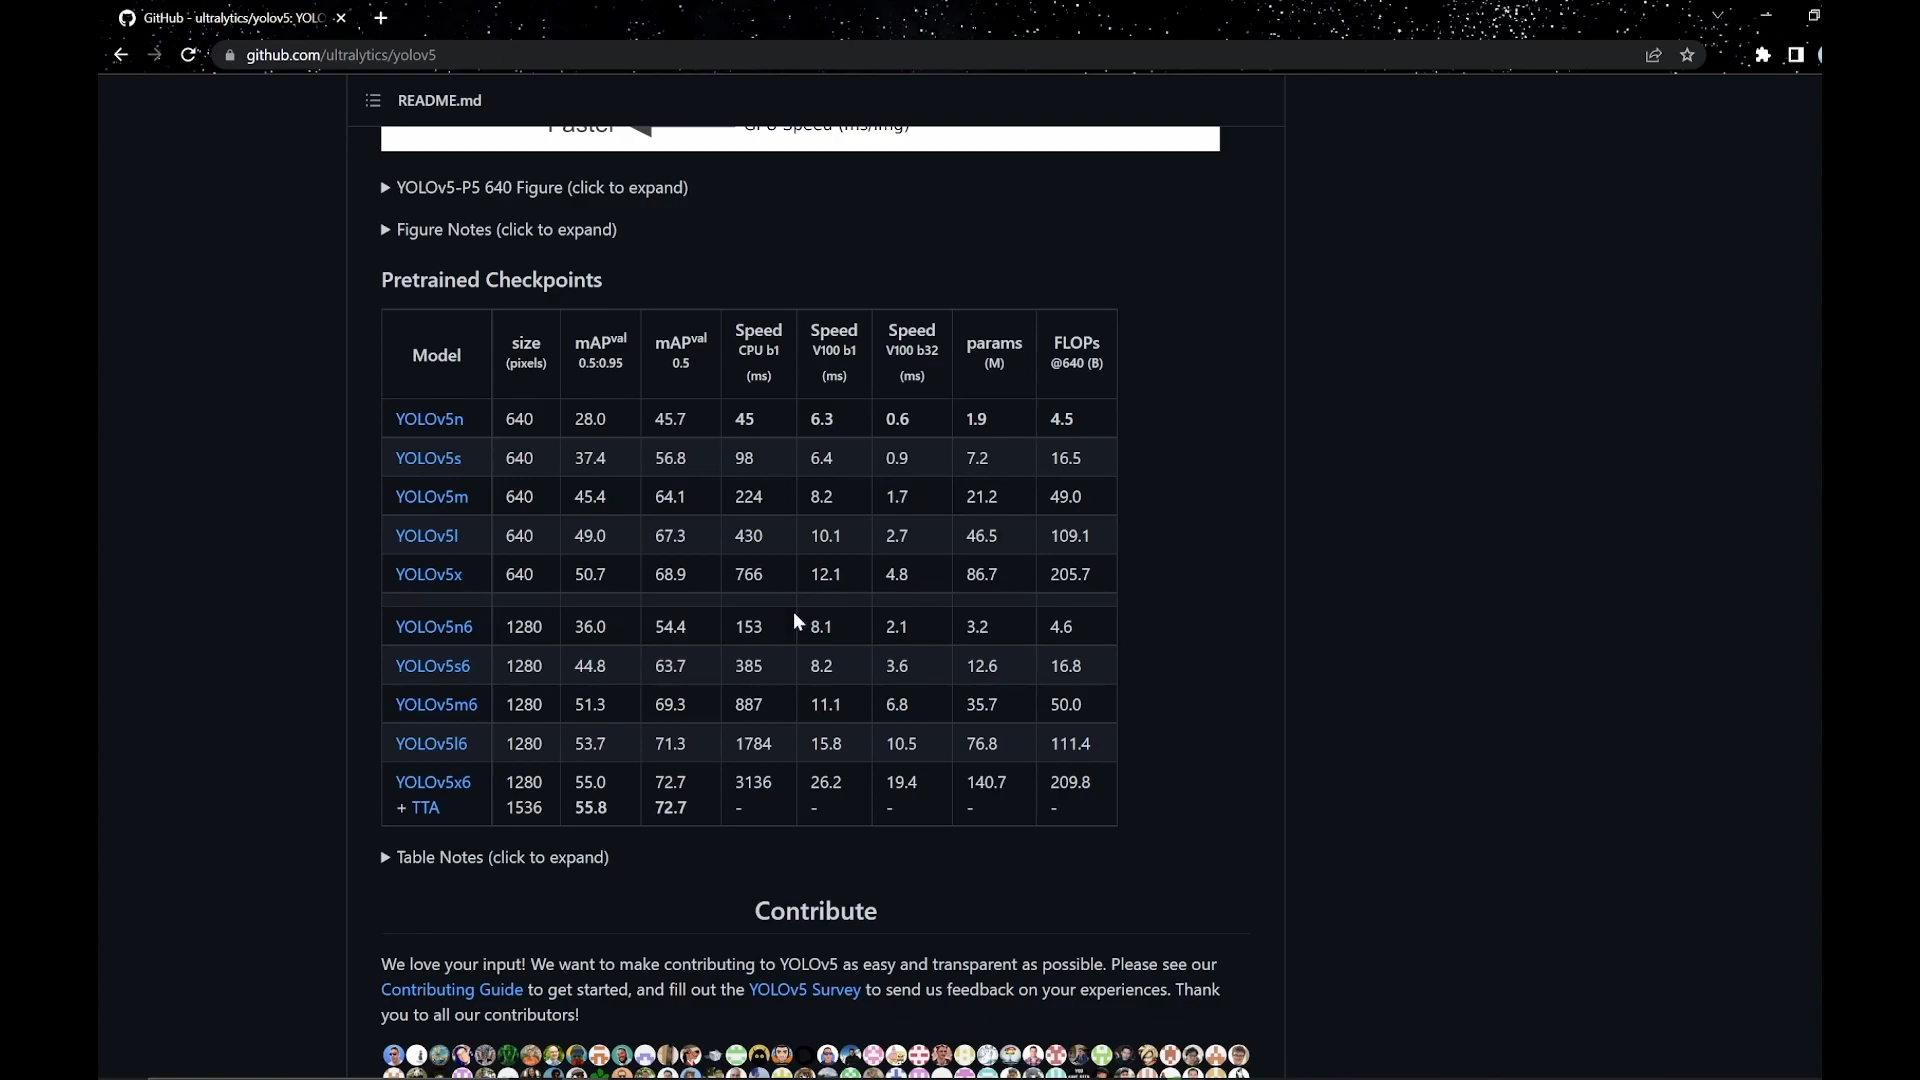 GitHub - ultralytics/yolov5: YOLO
github.com/ultralytics/yolov5
README.md
Faster GPU Speed (ms/img)
▶ YOLOv5-P5 640 Figure (click to expand)
▶ Figure Notes (click to expand)
Pretrained Checkpoints
Model size (pixels) mAPval 0.5:0.95 mAPval 0.5 Speed CPU b1 (ms) Speed V100 b1 (ms) Speed V100 b32 (ms) params (M) FLOPs @640 (B)
YOLOv5n 640 28.0 45.7 45 6.3 0.6 1.9 4.5
YOLOv5s 640 37.4 56.8 98 6.4 0.9 7.2 16.5
YOLOv5m 640 45.4 64.1 224 8.2 1.7 21.2 49.0
YOLOv5l 640 49.0 67.3 430 10.1 2.7 46.5 109.1
YOLOv5x 640 50.7 68.9 766 12.1 4.8 86.7 205.7
YOLOv5n6 1280 36.0 54.4 153 8.1 2.1 3.2 4.6
YOLOv5s6 1280 44.8 63.7 385 8.2 3.6 12.6 16.8
YOLOv5m6 1280 51.3 69.3 887 11.1 6.8 35.7 50.0
YOLOv5l6 1280 53.7 71.3 1784 15.8 10.5 76.8 111.4
YOLOv5x6 1280 55.0 72.7 3136 26.2 19.4 140.7 209.8
+ TTA 1536 55.8 72.7 - - - - -
▶ Table Notes (click to expand)
Contribute
We love your input! We want to make contributing to YOLOv5 as easy and transparent as possible. Please see our
Contributing Guide to get started, and fill out the YOLOv5 Survey to send us feedback on your experiences. Thank
you to all our contributors!